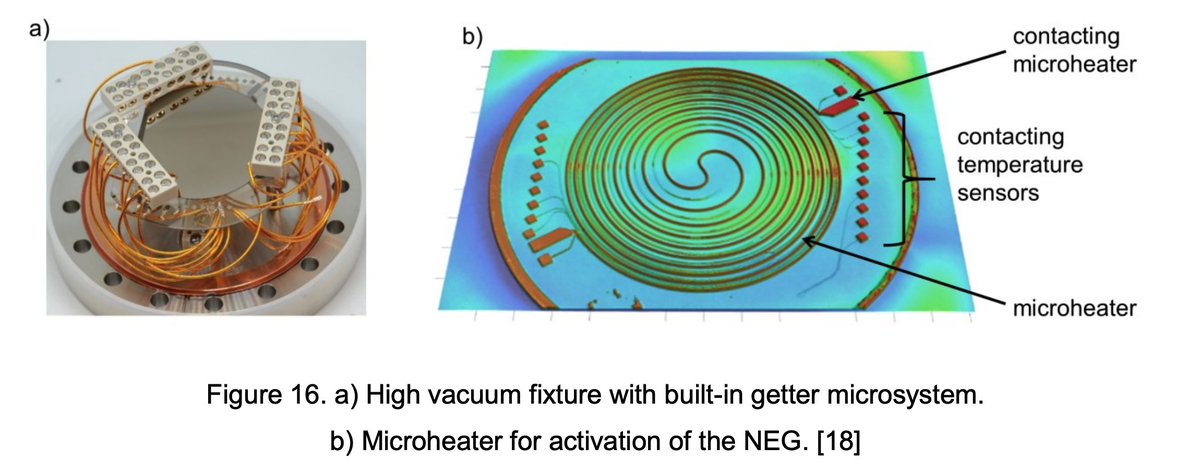 a)
b)
contacting
microheater
contacting
temperature
sensors
microheater
Figure 16. a) High vacuum fixture with built-in getter microsystem.
b) Microheater for activation of the NEG. [18]